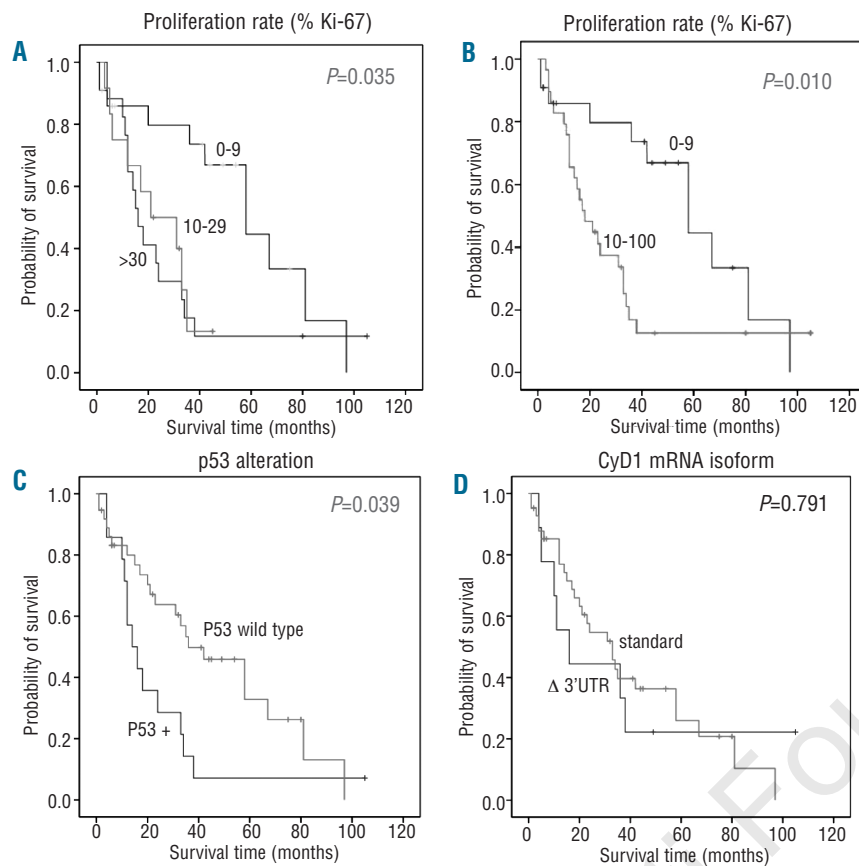 Proliferation rate (% Ki-67)
A
P=0.035
Probability of survival
1.0
0.8
0.6
0.4
0.2
0.0
0-9
10-29
>30
0 20 40 60 80 100 120
Survival time (months)
Proliferation rate (% Ki-67)
B
P=0.010
Probability of survival
1.0
0.8
0.6
0.4
0.2
0.0
0-9
10-100
0 20 40 60 80 100 120
Survival time (months)
p53 alteration
C
P=0.039
Probability of survival
1.0
0.8
0.6
0.4
0.2
0.0
P53 wild type
P53 +
0 20 40 60 80 100 120
Survival time (months)
CyD1 mRNA isoform
D
P=0.791
Probability of survival
1.0
0.8
0.6
0.4
0.2
0.0
standard
Δ 3'UTR
0 20 40 60 80 100 120
Survival time (months)